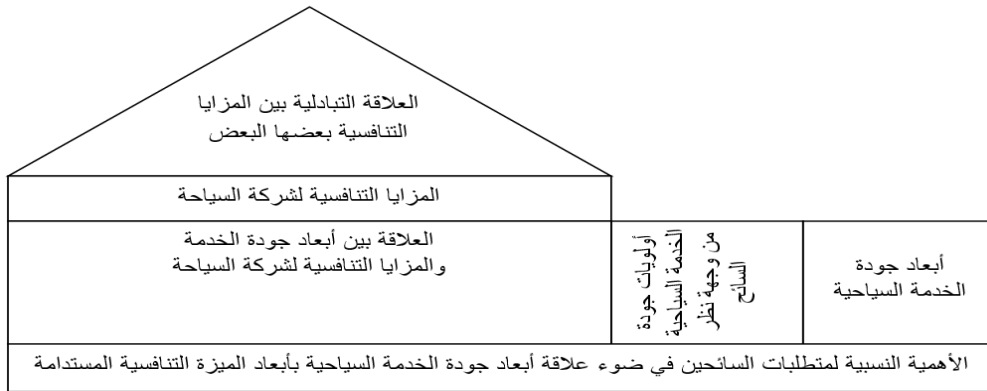 العلاقة التبادلية بين المزايا
التنافسية بعضها البعض
المزايا التنافسية لشركة السياحة
أبعاد جودة
الخدمة السياحية
أولويات جودة
الخدمة السياحية
من وجهة نظر
السائح
العلاقة بين أبعاد جودة الخدمة
والمزايا التنافسية لشركة السياحة
الأهمية النسبية لمتطلبات السائحين في ضوء علاقة أبعاد جودة الخدمة السياحية بأبعاد الميزة التنافسية المستدامة